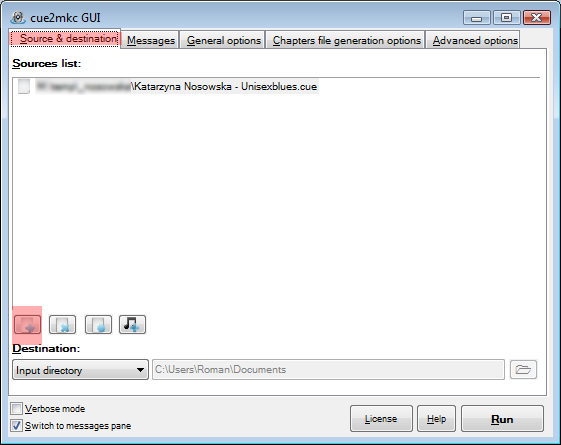 cue2mkc GUI
Source & destination Messages General options Chapters file generation options Advanced options
Sources list:
\Katarzyna Nosowska - Unisexblues.cue
Destination:
Input directory C:\Users\Roman\Documents
Verbose mode
Switch to messages pane
License Help Run